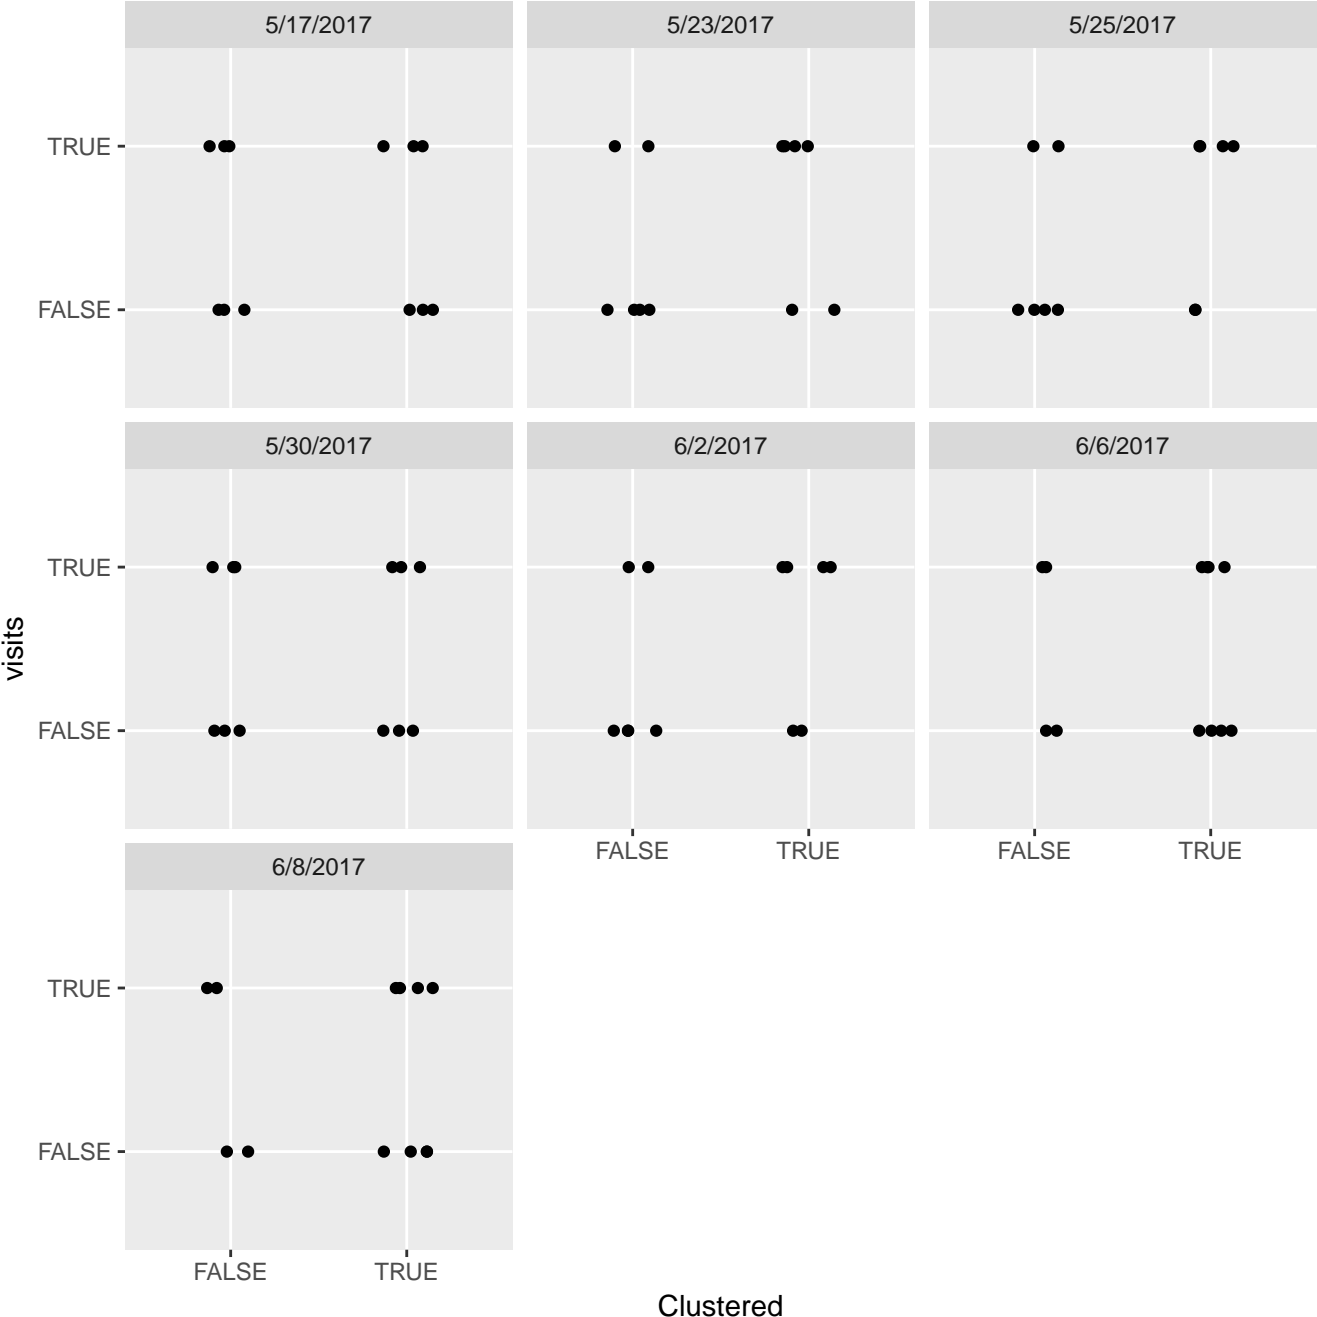 5/17/2017
5/23/2017
5/25/2017
TRUE
FALSE
5/30/2017
6/2/2017
6/6/2017
TRUE
FALSE
visits
FALSE
TRUE
FALSE
TRUE
6/8/2017
TRUE
FALSE
FALSE
TRUE
Clustered